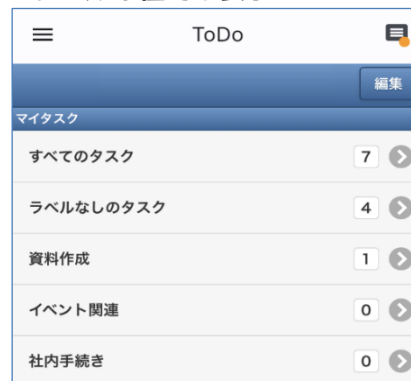 ToDo
編集
マイタスク
すべてのタスク 7
ラベルなしのタスク 4
資料作成 1
イベント関連 0
社内手続き 0